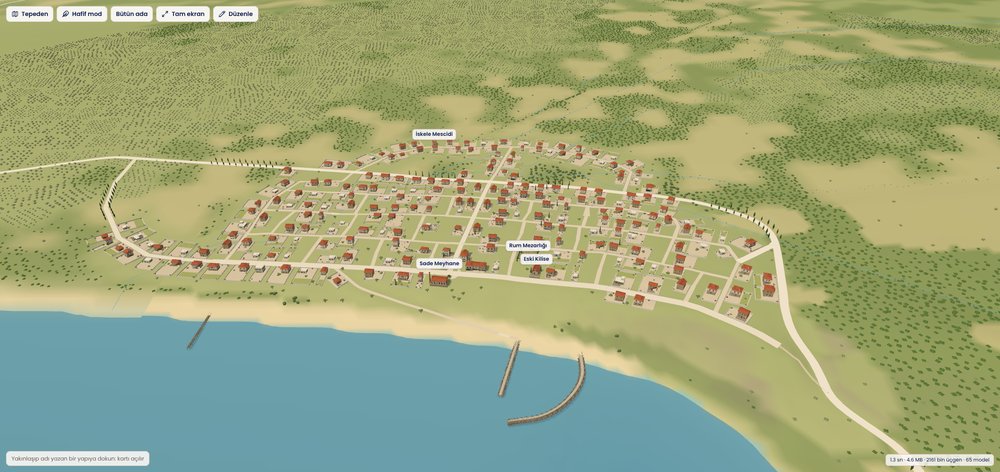 Tepeden
Hafif mod
Bütün ada
Tam ekran
Düzenle
İskele Mescidi
Rum Mezarlığı
Eski Kilise
Sade Meyhane
Yakınlaşıp adı yazan bir yapıya dokun: kartı açılır
1.3 sn · 4.6 MB · 2161 bin üçgen · 65 model